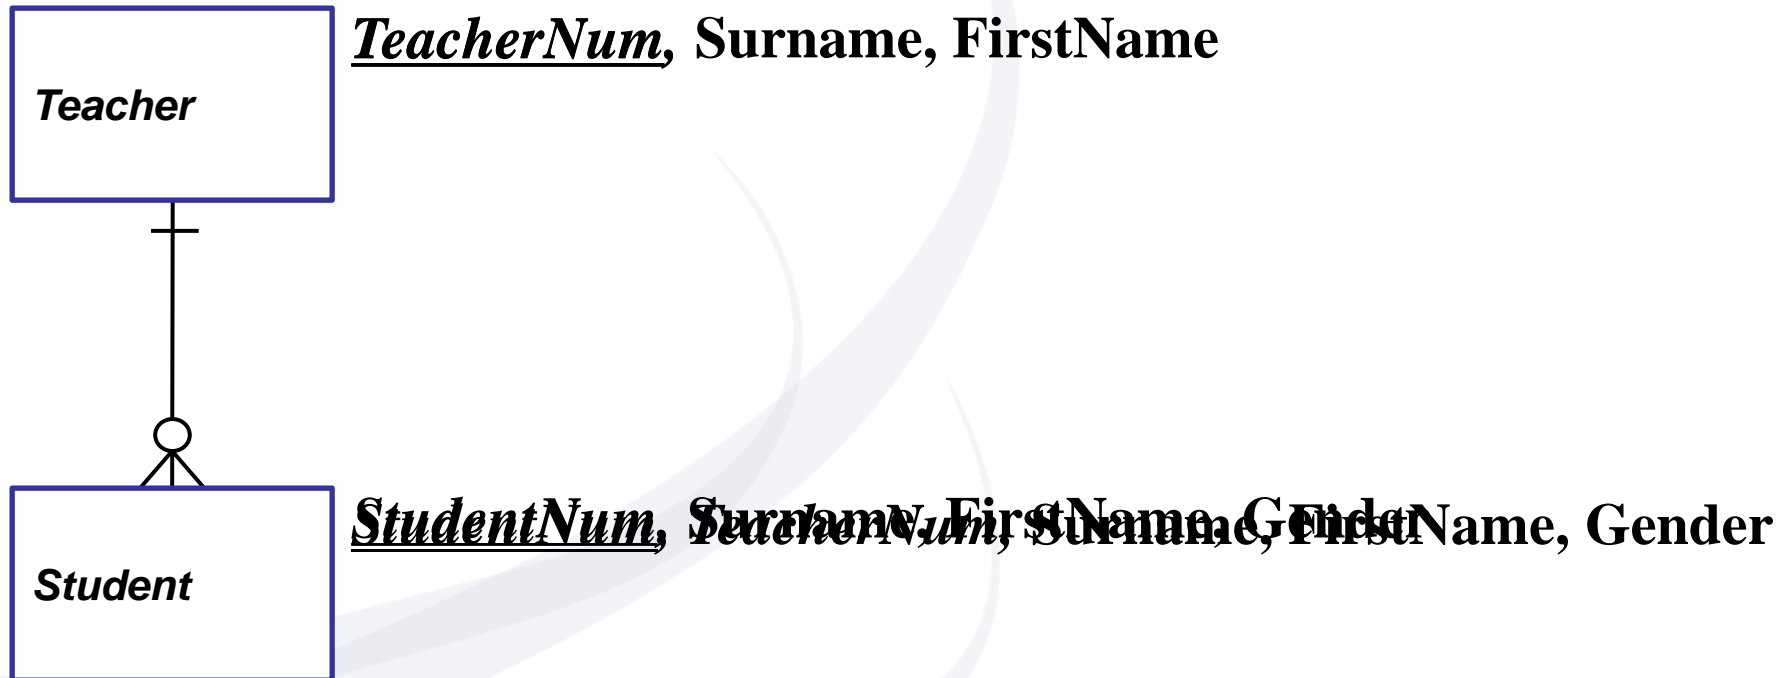 TeacherNum, Surname, FirstName
Teacher
StudentNum, Surname, FirstName, Gender
StudentNum, TeacherNum, Surname, FirstName, Gender
Student